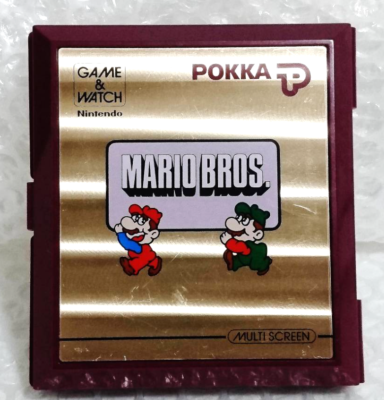 GAME
&
WATCH
Nintendo
POKKA
MARIO BROS.
MULTI SCREEN